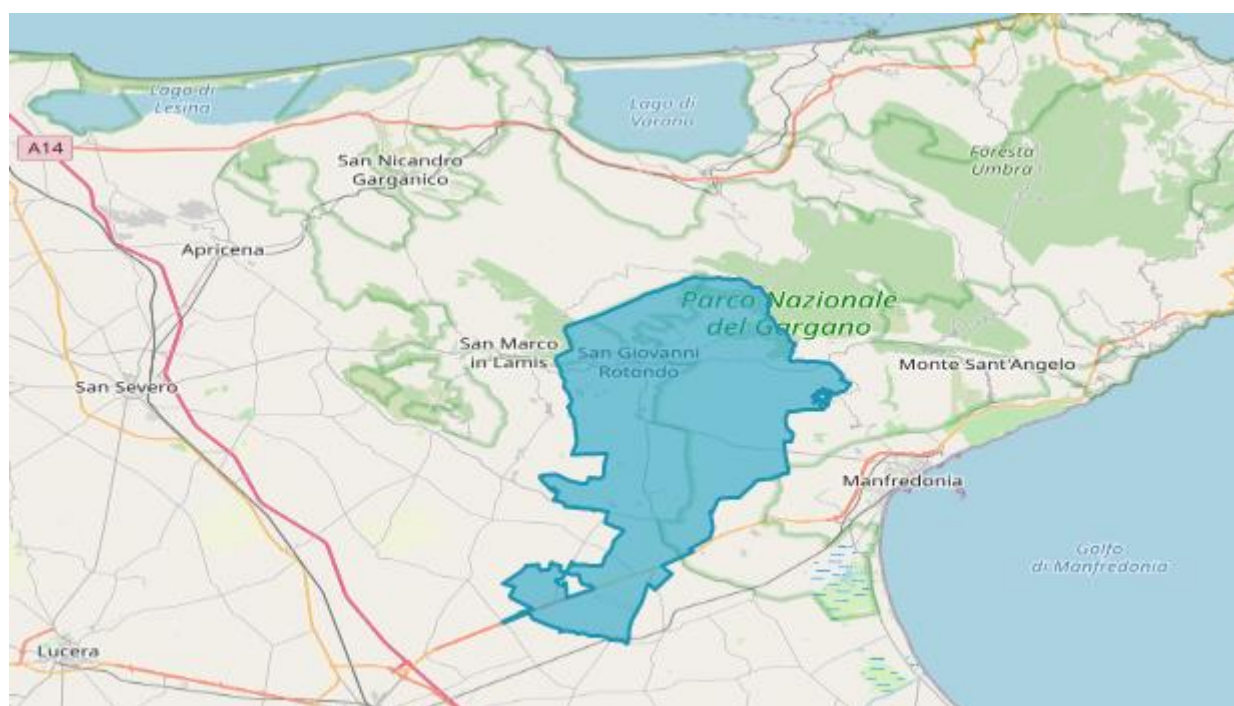 Lago di
Lesina
Lago di
Varano
A14
San Nicandro
Garganico
Foresta
Umbra
Apricena
Parco Nazionale
del Gargano
San Marco
in Lamis
San Giovanni
Rotondo
Monte Sant'Angelo
San Severo
Manfredonia
Golfo
di Manfredonia
Lucera